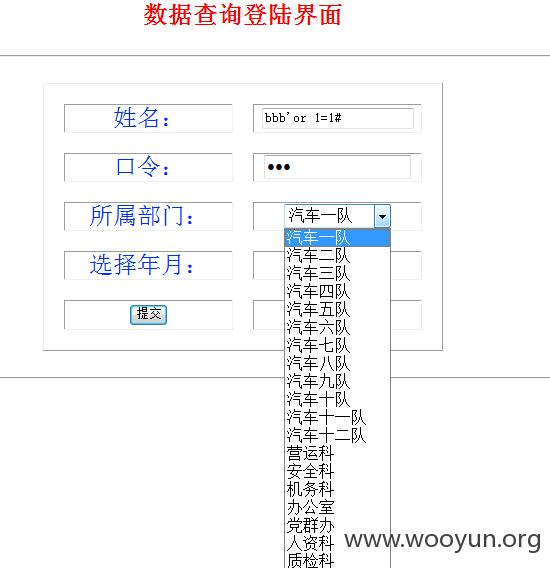 数据查询登陆界面
姓名：
bbb'or 1=1#
口令：
●●●
所属部门：
汽车一队
汽车一队
汽车二队
汽车三队
选择年月：
汽车四队
汽车五队
提交
汽车六队
汽车七队
汽车八队
汽车九队
汽车十队
汽车十一队
汽车十二队
营运科
安全科
机务科
办公室
党群办
人资科
质检科
www.wooyun.org